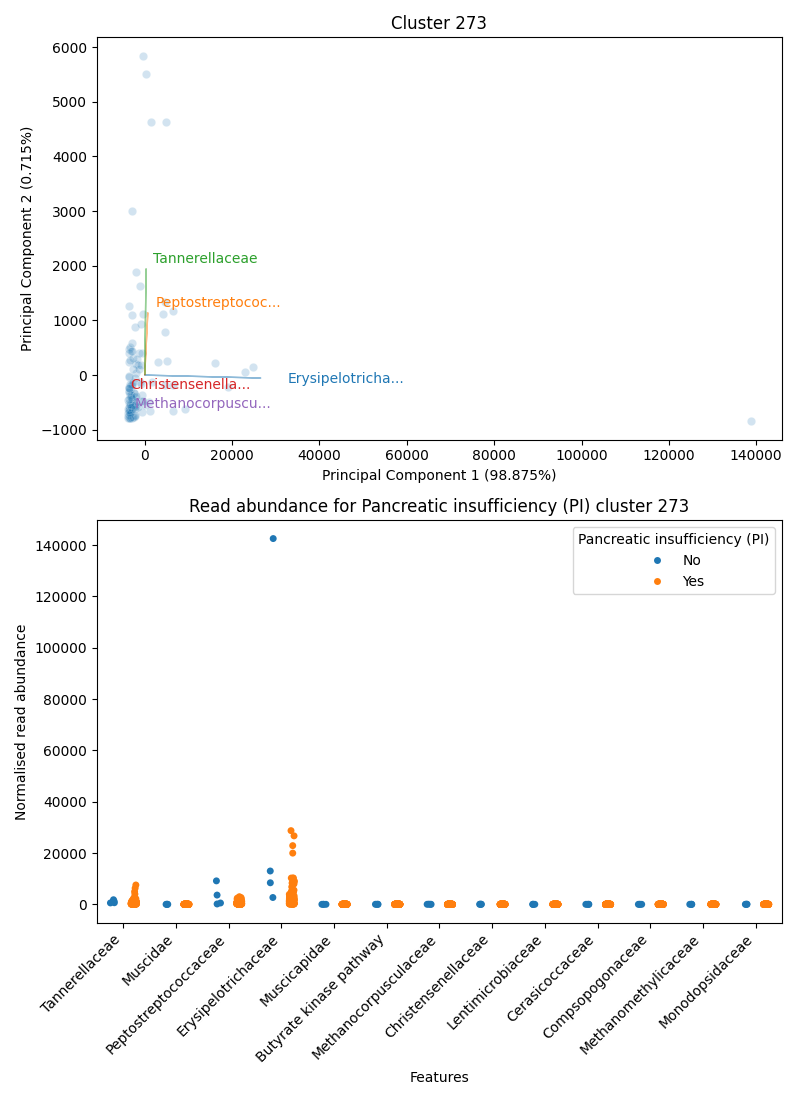 Cluster 273
6000
5000
4000
3000
2000
1000
0
−1000
Principal Component 2 (0.715%)
Tannerellaceae
Peptostreptococ...
Erysipelotricha...
Christensenella...
Methanocorpuscu...
0 20000 40000 60000 80000 100000 120000 140000
Principal Component 1 (98.875%)
Read abundance for Pancreatic insufficiency (PI) cluster 273
Pancreatic insufficiency (PI)
No
Yes
140000
120000
100000
80000
60000
40000
20000
0
Normalised read abundance
Tannerellaceae
Muscidae
Peptostreptococcaceae
Erysipelotrichaceae
Muscicapidae
Butyrate kinase pathway
Methanocorpusculaceae
Christensenellaceae
Lentimicrobiaceae
Cerasicoccaceae
Compsopogonaceae
Methanomethylicaceae
Monodopsidaceae
Features